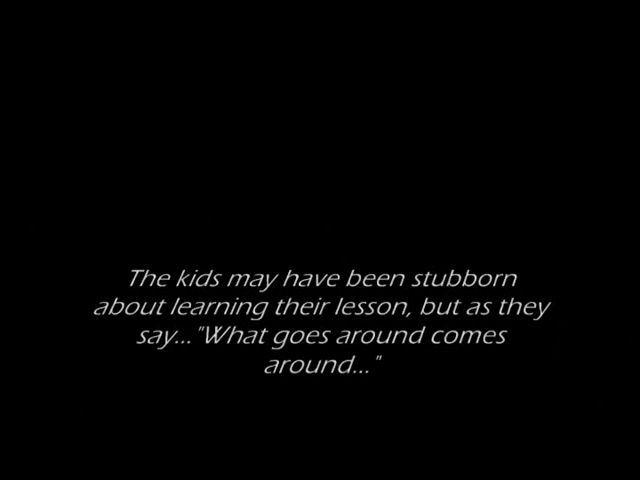 The kids may have been stubborn
about learning their lesson, but as they
say..."What goes around comes
around..."